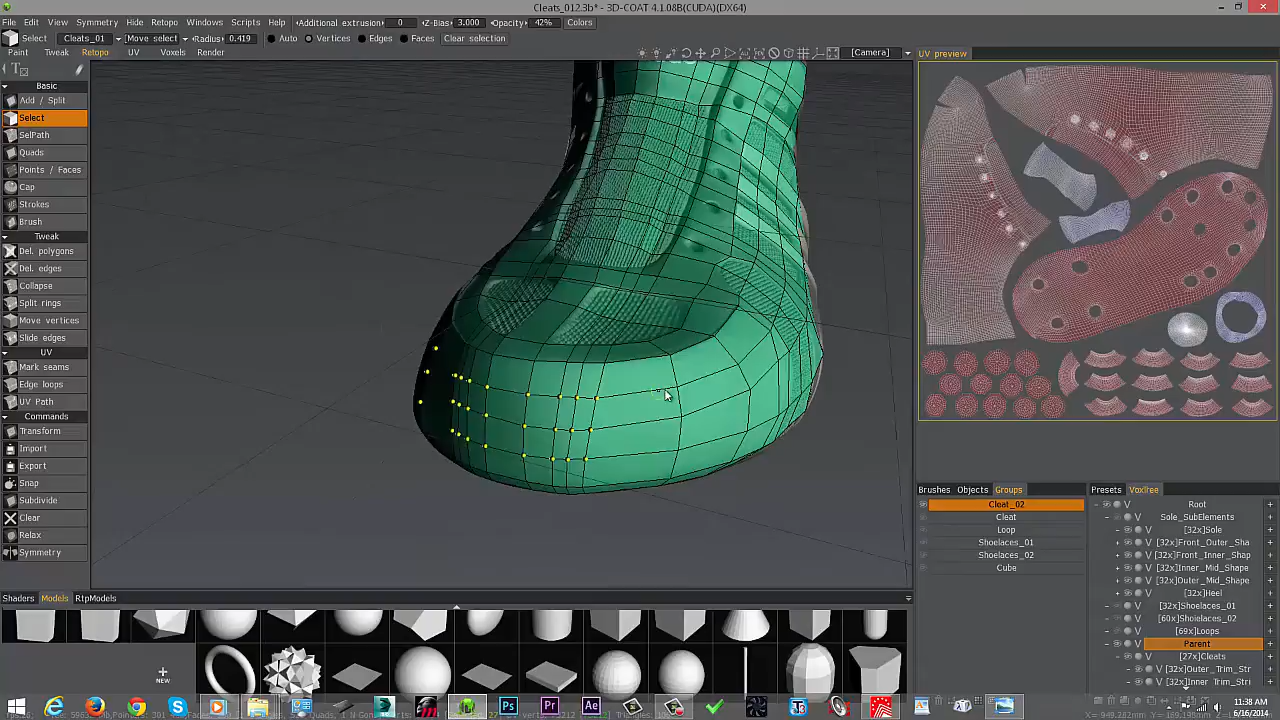 Cleats_012.3b* - 3D-COAT 4.1.08B(CUDA)(DX64)
File Edit View Symmetry Hide Retopo Windows Scripts Help Additional extrusion 0 Z-Bias 3.000 Opacity 42% Colors
Select Cleats_01 Move select Radius 0.419 Auto Vertices Edges Faces Clear selection
Paint Tweak Retopo UV Voxels Render [Camera] UV preview
Basic
Add / Split
Select
SelPath
Quads
Points / Faces
Cap
Strokes
Brush
Tweak
Del. polygons
Del. edges
Collapse
Split rings
Move vertices
Slide edges
UV
Mark seams
Edge loops
UV Path
Commands
Transform
Import
Export
Snap
Subdivide
Clear
Relax
Symmetry
Brushes Objects Groups
Cleat_02
Cleat
Loop
Shoelaces_01
Shoelaces_02
Cube
Presets VoxTree
Root
Sole_SubElements
[32x]Sole
[32x]Front_Outer_Sha
[32x]Front_Inner_Shap
[32x]Inner_Mid_Shape
[32x]Outer_Mid_Shape
[32x]Heel
[32x]Shoelaces_01
[60x]Shoelaces_02
[69x]Loops
Parent
[27x]Cleats
[32x]Outer_Trim_Str
[32x]Inner_Trim_Str
Shaders Models RtpModels
NEW
11:38 AM
6/16/2014